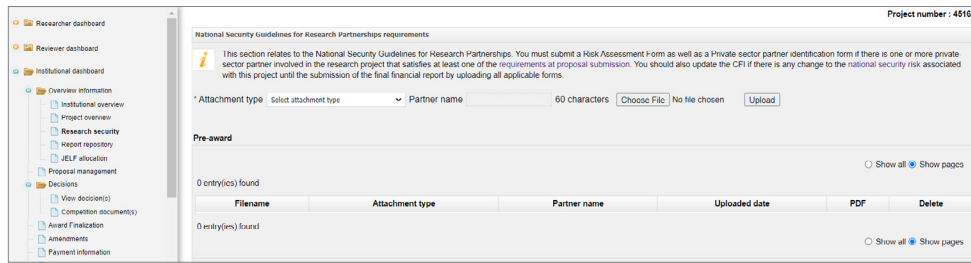 Project number : 4516
Researcher dashboard
Reviewer dashboard
Institutional dashboard
Overview information
Institutional overview
Project overview
Research security
Report repository
JELF allocation
Proposal management
Decisions
View decision(s)
Competition document(s)
Award Finalization
Amendments
Payment information
National Security Guidelines for Research Partnerships requirements
This section relates to the National Security Guidelines for Research Partnerships. You must submit a Risk Assessment Form as well as a Private sector partner identification form if there is one or more private-
sector partner involved in the research project that satisfies at least one of the requirements at proposal submission. You should also update the CFI if there is any change to the national security risk associated
with this project until the submission of the final financial report by uploading all applicable forms.
* Attachment type Select attachment type Partner name 60 characters Choose File No file chosen Upload
Pre-award
Show all Show pages
0 entry(ies) found
Filename Attachment type Partner name Uploaded date PDF Delete
0 entry(ies) found
Show all Show pages